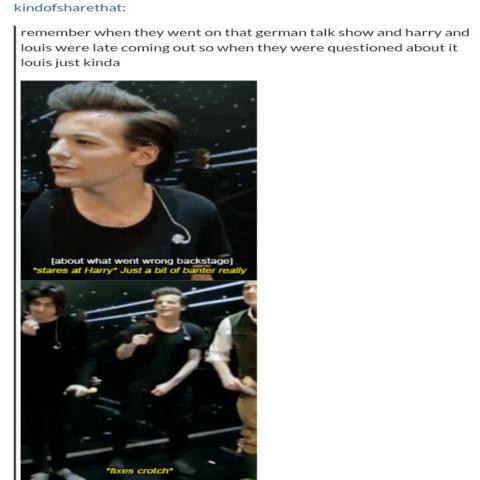 kindofsharethat:
remember when they went on that german talk show and harry and
louis were late coming out so when they were questioned about it
louis just kinda
[about what went wrong backstage]
*stares at Harry* Just a bit of banter really
*fixes crotch*